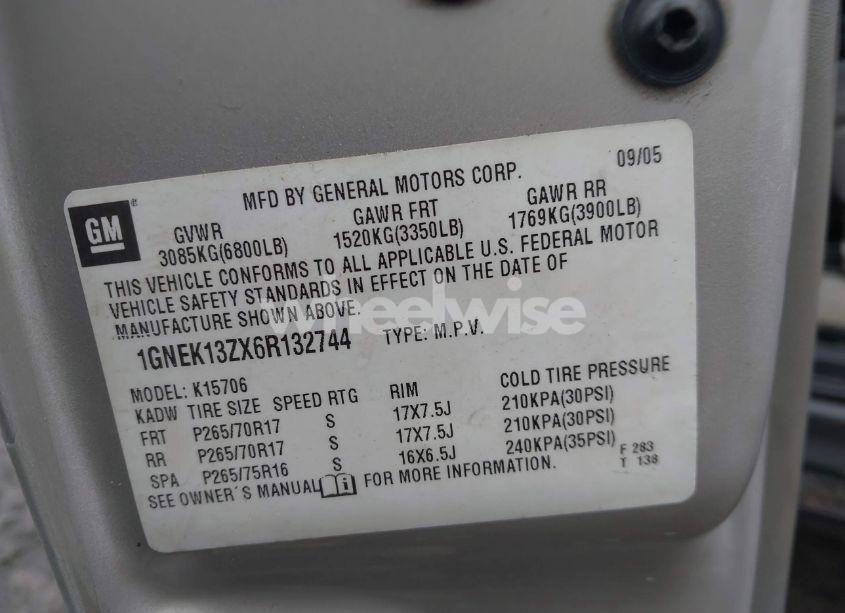 09/05
MFD BY GENERAL MOTORS CORP.
GM
GVWR GAWR FRT GAWR RR
3085KG(6800LB) 1520KG(3350LB) 1769KG(3900LB)
THIS VEHICLE CONFORMS TO ALL APPLICABLE U.S. FEDERAL MOTOR
VEHICLE SAFETY STANDARDS IN EFFECT ON THE DATE OF
MANUFACTURE SHOWN ABOVE.
wheelwise
1GNEK13ZX6R132744 TYPE: M.P.V.
MODEL: K15706
KADW TIRE SIZE SPEED RTG RIM COLD TIRE PRESSURE
FRT P265/70R17 S 17X7.5J 210KPA(30PSI)
RR P265/70R17 S 17X7.5J 210KPA(30PSI)
SPA P265/75R16 S 16X6.5J 240KPA(35PSI)
SEE OWNER'S MANUAL FOR MORE INFORMATION.
F 283
T 138